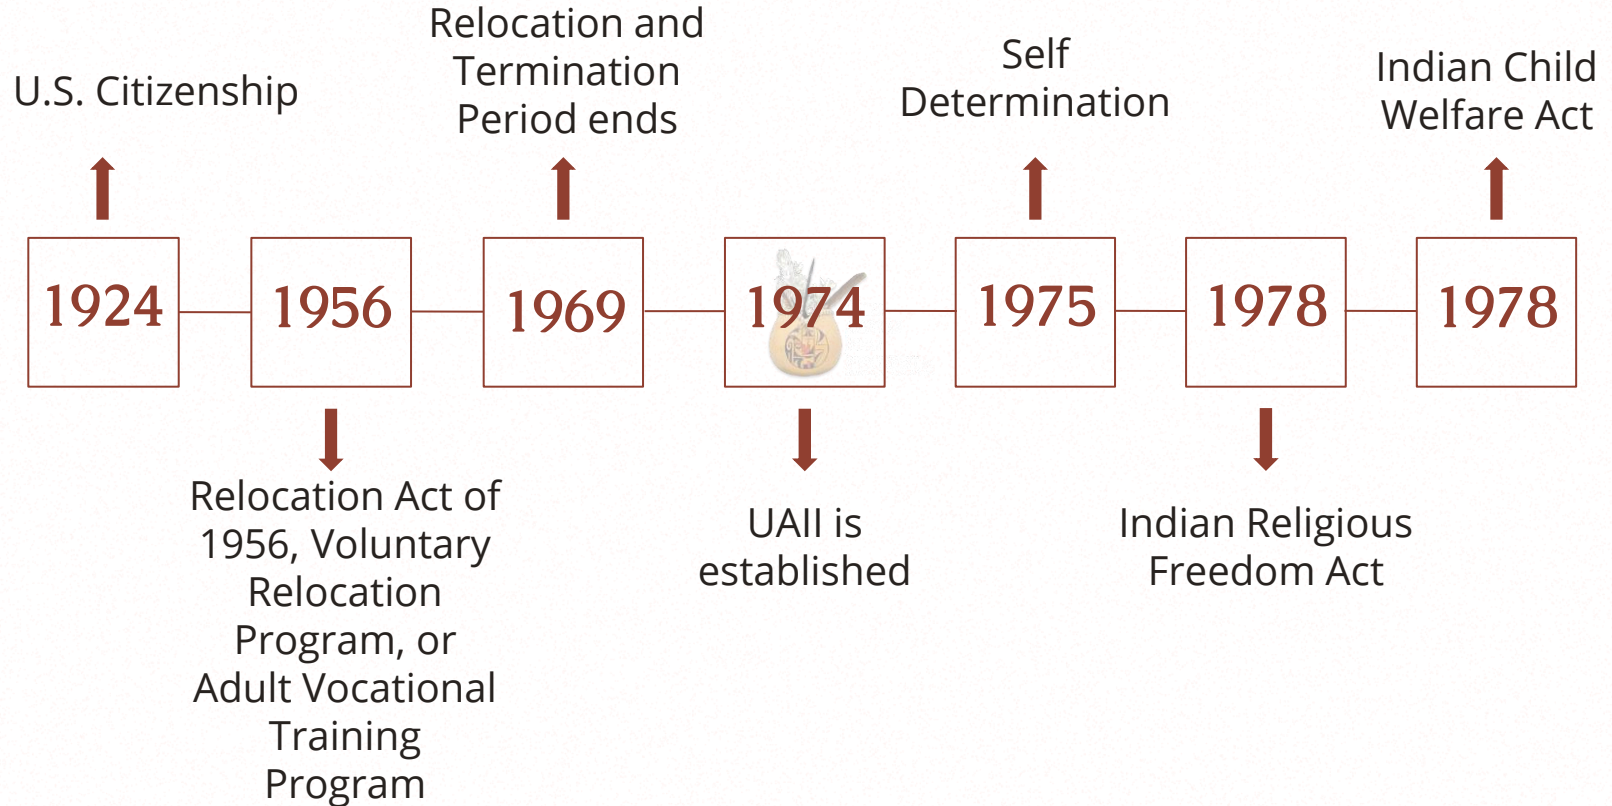 U.S. Citizenship
Relocation and
Termination
Period ends
Self
Determination
Indian Child
Welfare Act
1924
1956
1969
1974
1975
1978
1978
Relocation Act of
1956, Voluntary
Relocation
Program, or
Adult Vocational
Training
Program
UAII is
established
Indian Religious
Freedom Act